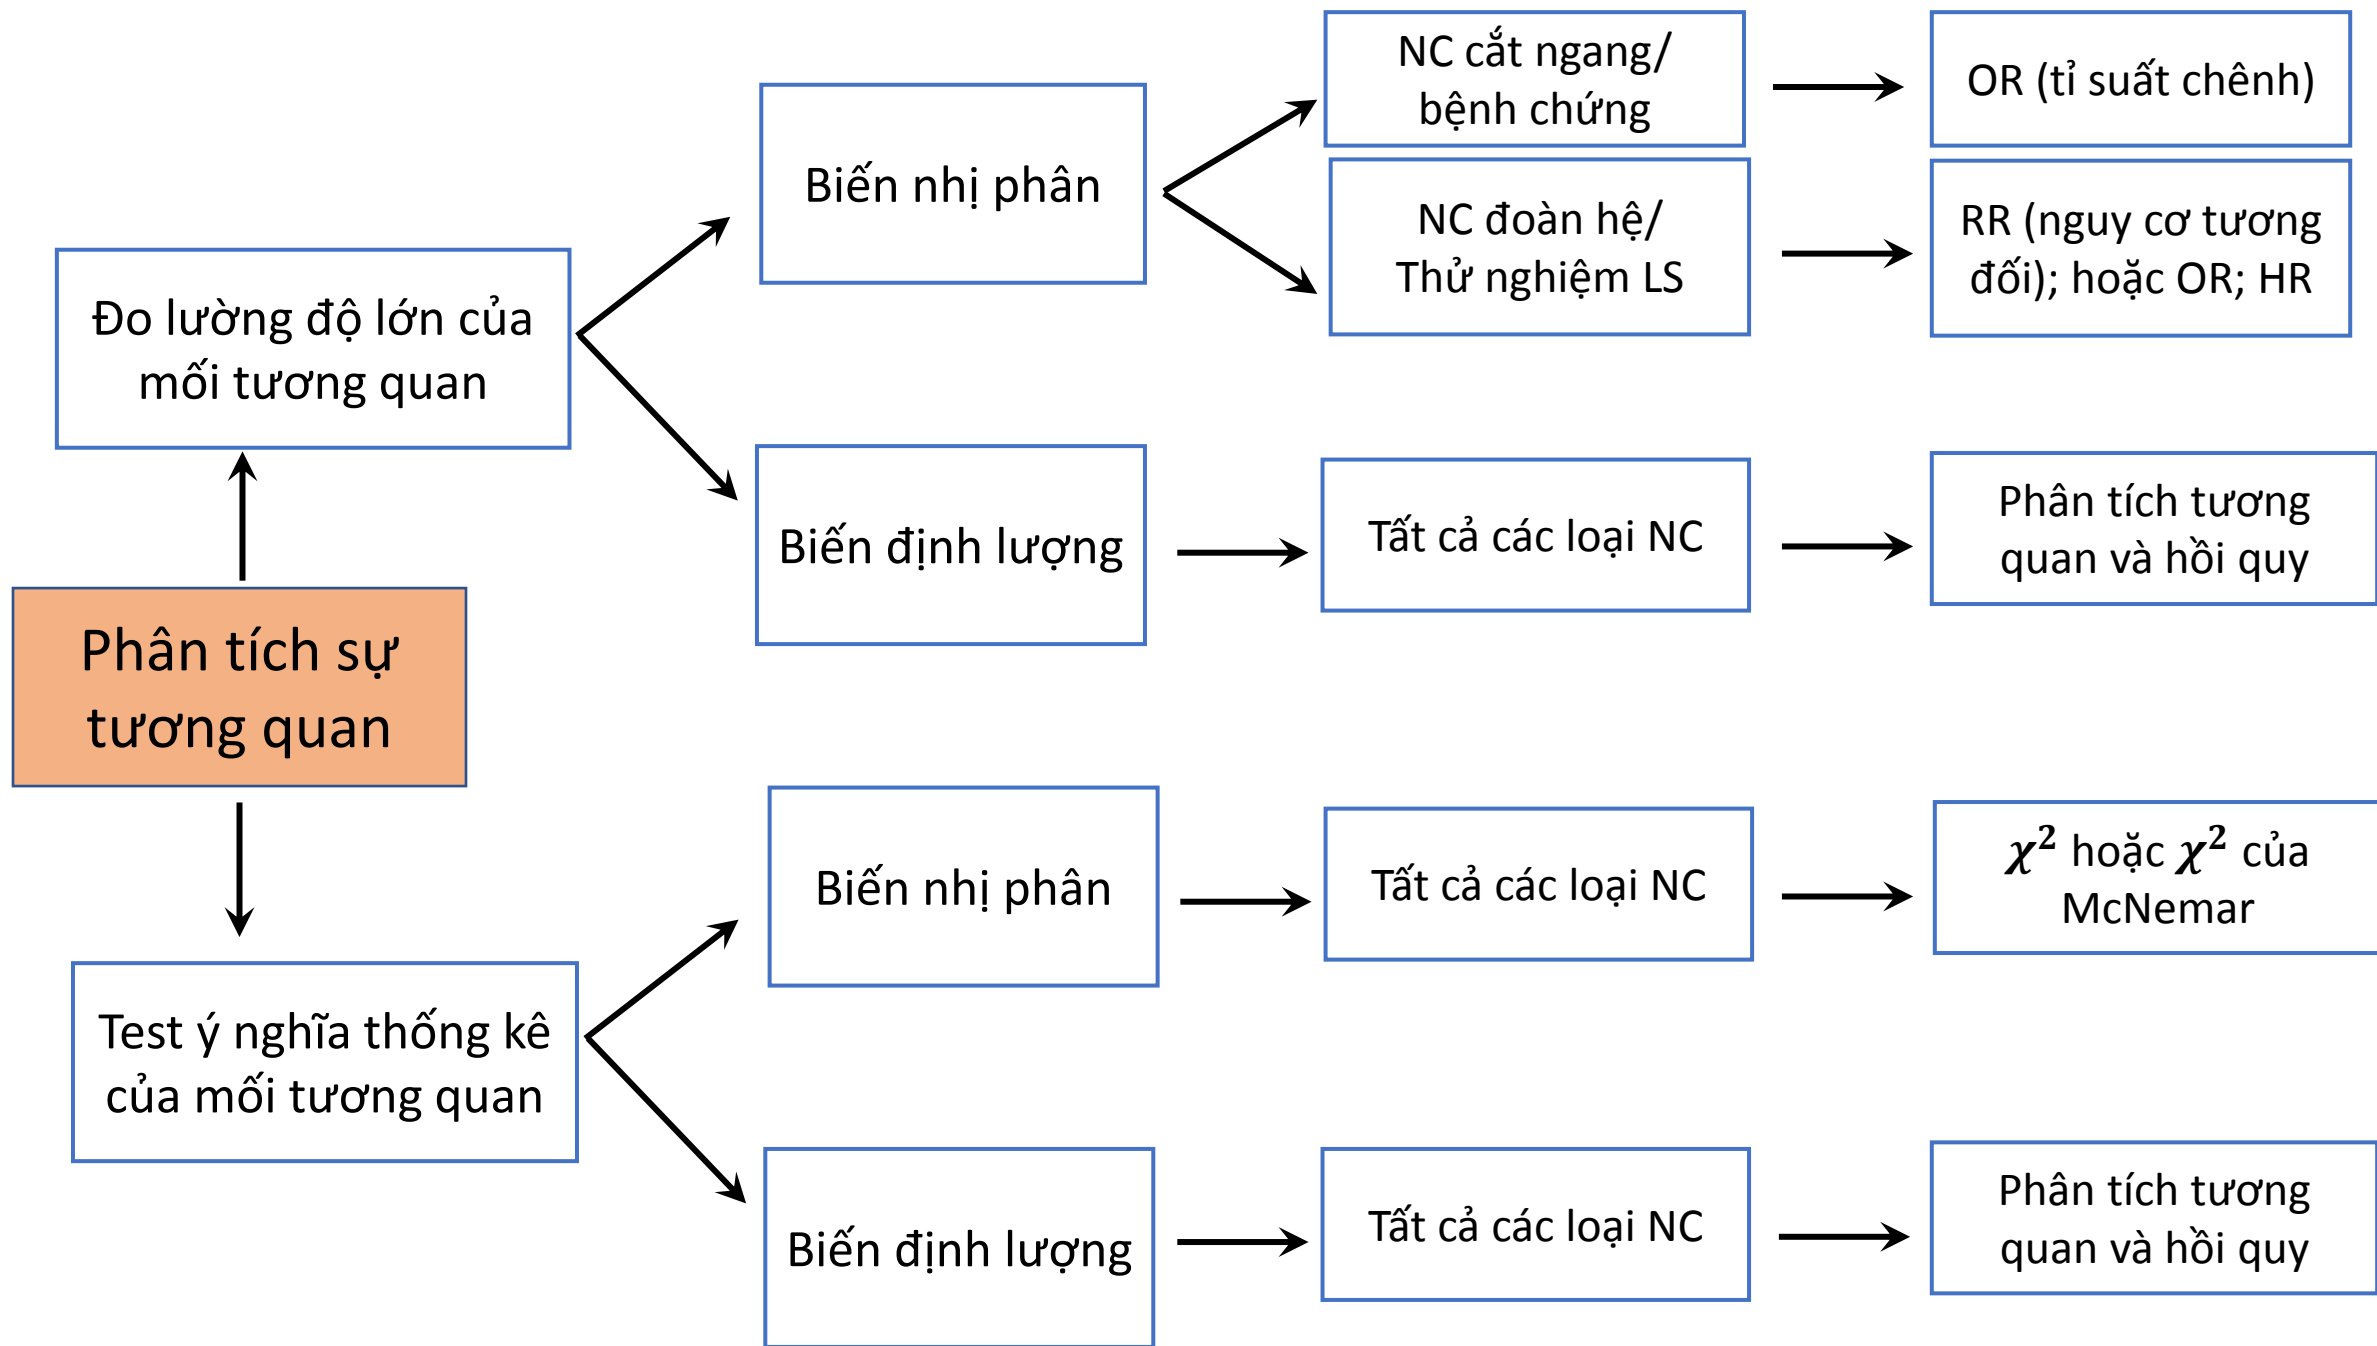 NC cắt ngang/
bệnh chứng
OR (tỉ suất chênh)
Biến nhị phân
NC đoàn hệ/
Thử nghiệm LS
RR (nguy cơ tương
đối); hoặc OR; HR
Đo lường độ lớn của
mối tương quan
Biến định lượng
Tất cả các loại NC
Phân tích tương
quan và hồi quy
Phân tích sự
tương quan
Biến nhị phân
Tất cả các loại NC
χ² hoặc χ² của
McNemar
Test ý nghĩa thống kê
của mối tương quan
Biến định lượng
Tất cả các loại NC
Phân tích tương
quan và hồi quy